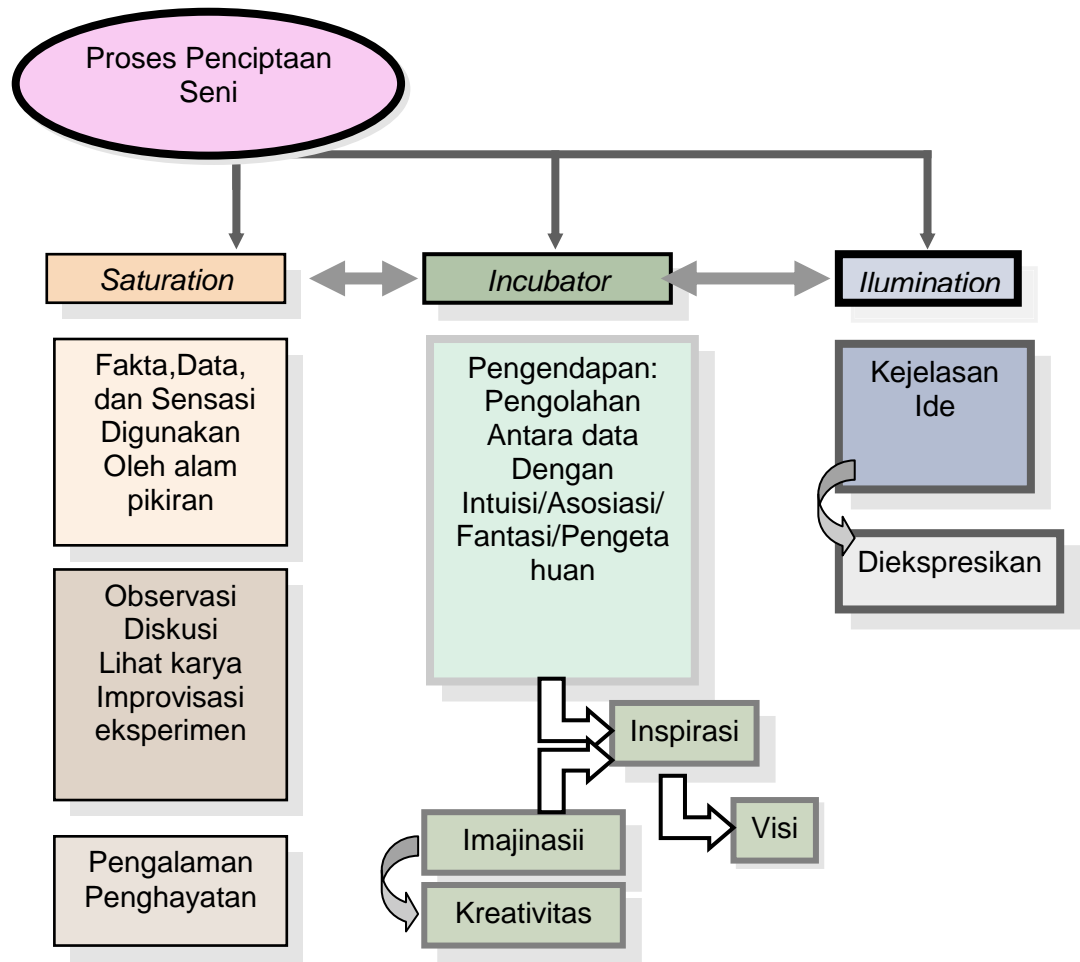 Proses Penciptaan
Seni
Saturation
Incubator
Ilumination
Fakta,Data,
dan Sensasi
Digunakan
Oleh alam
pikiran
Observasi
Diskusi
Lihat karya
Improvisasi
eksperimen
Pengalaman
Penghayatan
Pengendapan:
Pengolahan
Antara data
Dengan
Intuisi/Asosiasi/
Fantasi/Pengeta
huan
Inspirasi
Visi
Imajinasii
Kreativitas
Kejelasan
Ide
Diekspresikan